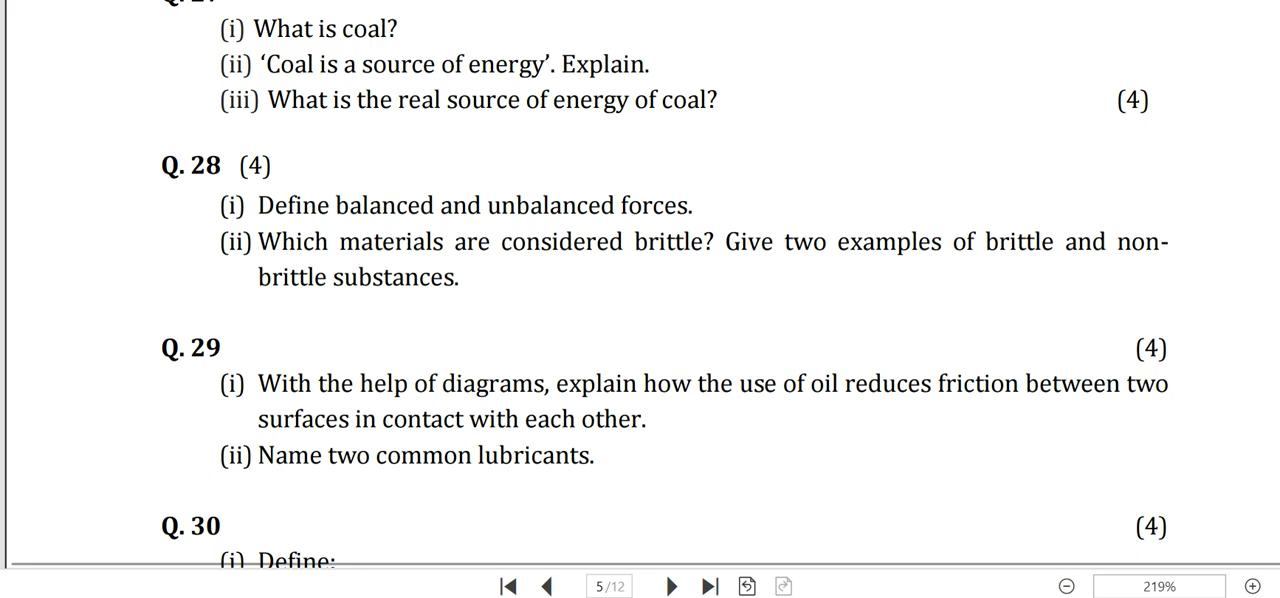 (i) What is coal?
(ii) ‘Coal is a source of energy’. Explain.
(iii) What is the real source of energy of coal? (4)
Q. 28 (4)
(i) Define balanced and unbalanced forces.
(ii) Which materials are considered brittle? Give two examples of brittle and non-
brittle substances.
Q. 29 (4)
(i) With the help of diagrams, explain how the use of oil reduces friction between two
surfaces in contact with each other.
(ii) Name two common lubricants.
Q. 30 (4)
(i) Define:
5/12 219%